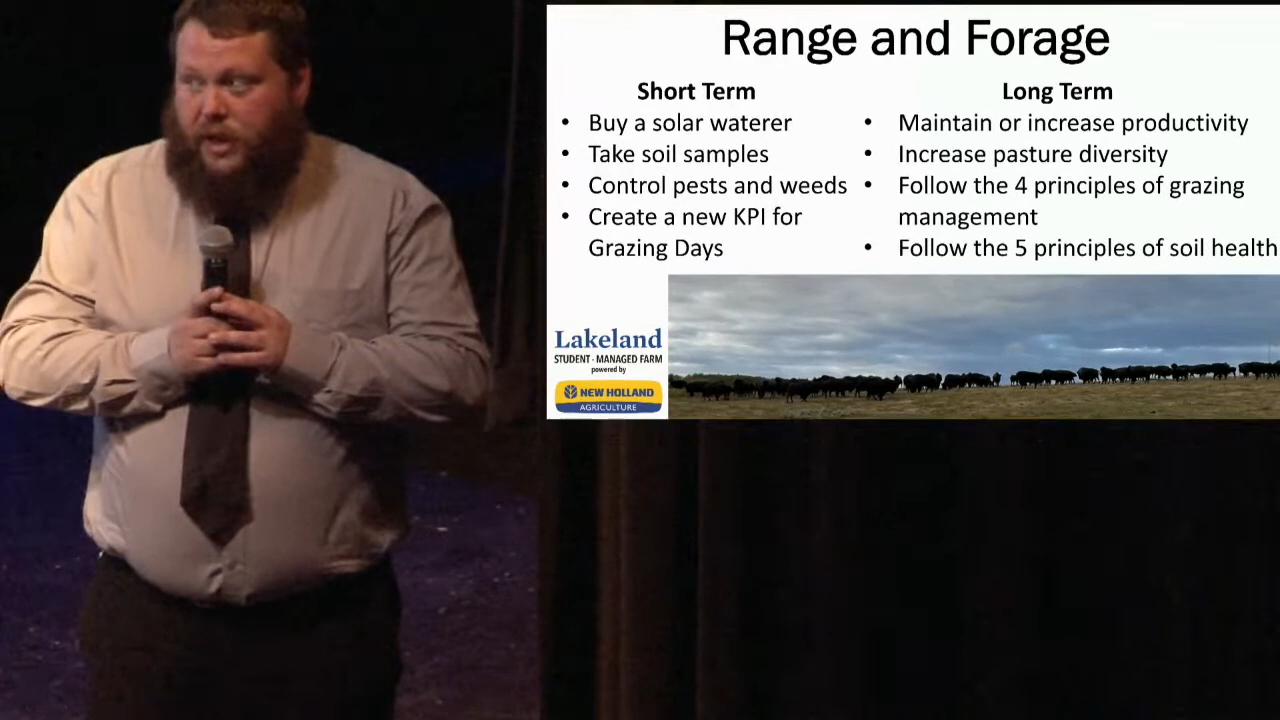 Range and Forage
Short Term
• Buy a solar waterer
• Take soil samples
• Control pests and weeds
• Create a new KPI for
Grazing Days
Long Term
• Maintain or increase productivity
• Increase pasture diversity
• Follow the 4 principles of grazing
management
• Follow the 5 principles of soil health
Lakeland
STUDENT - MANAGED FARM
powered by
NEW HOLLAND
AGRICULTURE